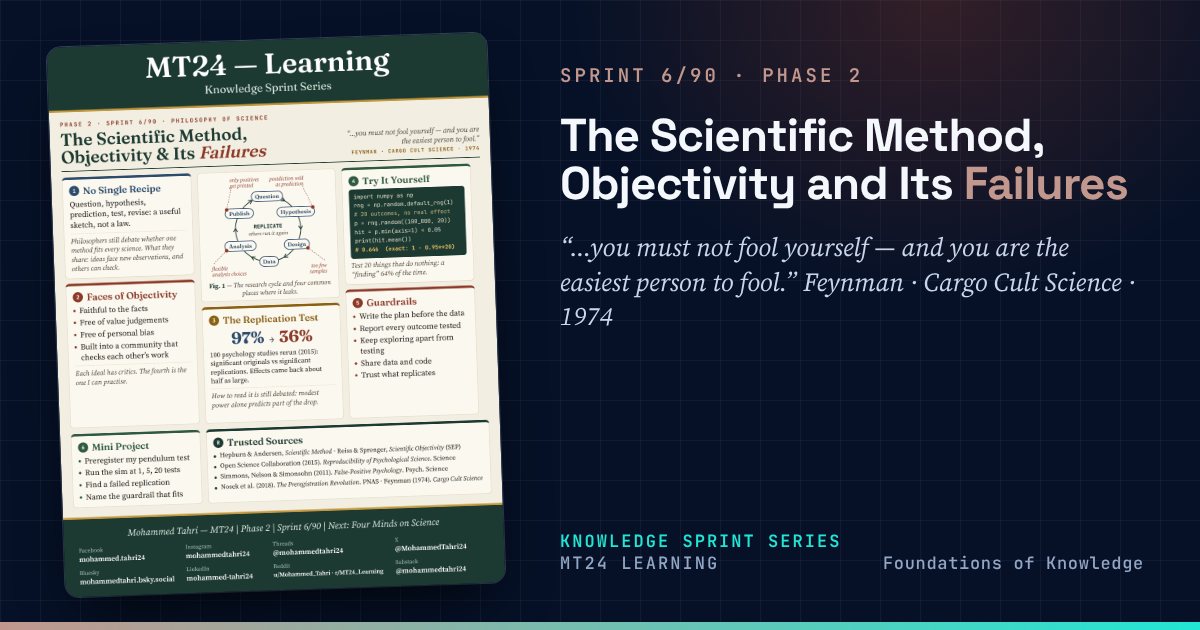 MT24 — Learning
Knowledge Sprint Series
PHASE 2 · SPRINT 6/90 · PHILOSOPHY OF SCIENCE
The Scientific Method,
Objectivity & Its Failures
"...you must not fool yourself — and you are
the easiest person to fool."
FEYNMAN · CARGO CULT SCIENCE · 1974
1 No Single Recipe
Question, hypothesis,
prediction, test, revise: a useful
sketch, not a law.
Philosophers still debate whether one
method fits every science. What they
share: ideas face new observations, and
others can check.
2 Faces of Objectivity
• Faithful to the facts
• Free of value judgements
• Free of personal bias
• Built into a community that
checks each other's work
Each ideal has critics. The fourth is the
one I can practise.
only positives
get printed
postdiction sold
as prediction
Question
Publish
Hypothesis
REPLICATE
others run it again
Analysis
Design
Data
flexible
analysis choices
too few
samples
Fig. 1 — The research cycle and four common
places where it leaks.
3 The Replication Test
97% → 36%
100 psychology studies rerun (2015):
significant originals vs significant
replications. Effects came back about
half as large.
How to read it is still debated; modest
power alone predicts part of the drop.
4 Try It Yourself
import numpy as np
rng = np.random.default_rng(1)
# 20 outcomes, no real effect
p = rng.random((100_000, 20))
hit = p.min(axis=1) < 0.05
print(hit.mean())
# 0.646 (exact: 1 - 0.95**20)
Test 20 things that do nothing: a
"finding" 64% of the time.
5 Guardrails
• Write the plan before the data
• Report every outcome tested
• Keep exploring apart from
testing
• Share data and code
• Trust what replicates
Mini Project
• Preregister my pendulum test
• Run the sim at 1, 5, 20 tests
• Find a failed replication
• Name the guardrail that fits
Trusted Sources
• Hepburn & Andersen, Scientific Method · Reiss & Sprenger, Scientific Objectivity (SEP)
• Open Science Collaboration (2015). Reproducibility of Psychological Science. Science
• Simmons, Nelson & Simonsohn (2011). False-Positive Psychology. Psych. Science
• Nosek et al. (2018). The Preregistration Revolution. PNAS · Feynman (1974). Cargo Cult Science
Mohammed Tahri — MT24 | Phase 2 | Sprint 6/90 | Next: Four Minds on Science
Facebook
mohammed.tahri24
Instagram
mohammedtahri24
Threads
@mohammedtahri24
X
@MohammedTahri24
Bluesky
mohammedtahri.bsky.social
LinkedIn
mohammed-tahri24
Reddit
u/Mohammed_Tahri · r/MT24_Learning
Substack
@mohammedtahri24
SPRINT 6/90 · PHASE 2
The Scientific Method,
Objectivity and Its Failures
“...you must not fool yourself — and you are the
easiest person to fool.” Feynman · Cargo Cult Science ·
1974
KNOWLEDGE SPRINT SERIES
MT24 LEARNING
Foundations of Knowledge